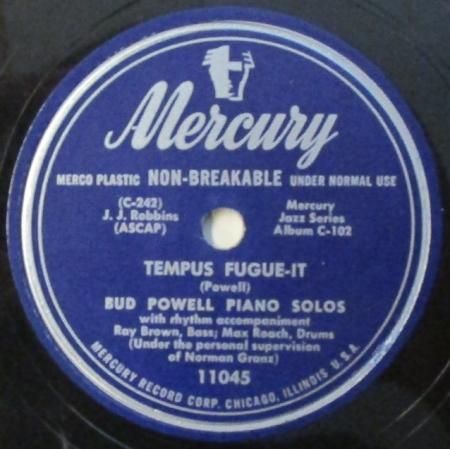 Mercury
MERCO PLASTIC NON-BREAKABLE UNDER NORMAL USE
(C-242)
J. J. Robbins
(ASCAP)
Mercury
Jazz Series
Album C-102
TEMPUS FUGUE-IT
(Powell)
BUD POWELL PIANO SOLOS
with rhythm accompaniment
Ray Brown, Bass; Max Roach, Drums
(Under the personal supervision
of Norman Granz)
11045
MERCURY RECORD CORP. CHICAGO, ILLINOIS U.S.A.